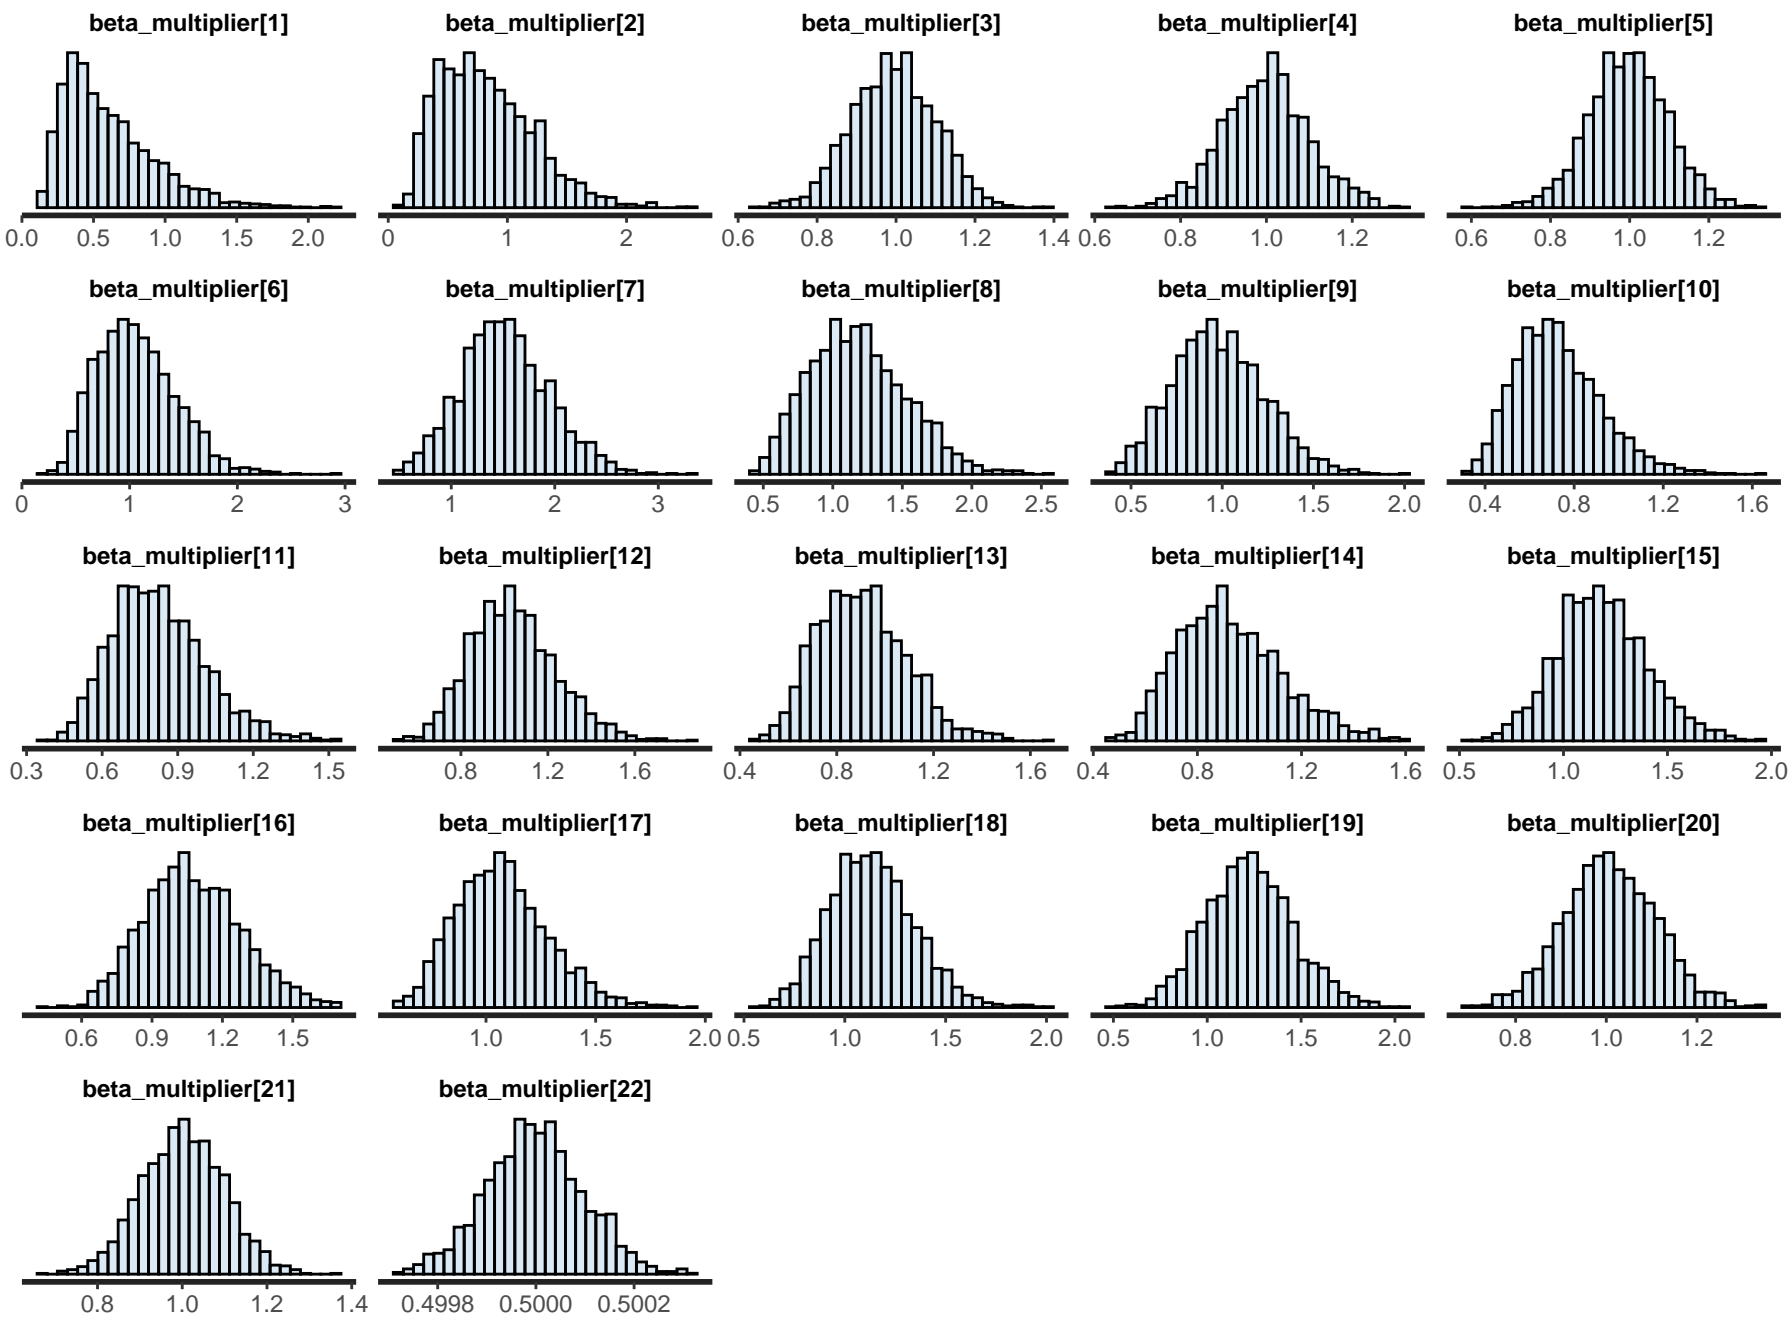 beta_multiplier[1] beta_multiplier[2] beta_multiplier[3] beta_multiplier[4] beta_multiplier[5]
0.0 0.5 1.0 1.5 2.0 0 1 2 0.6 0.8 1.0 1.2 1.4 0.6 0.8 1.0 1.2 0.6 0.8 1.0 1.2
beta_multiplier[6] beta_multiplier[7] beta_multiplier[8] beta_multiplier[9] beta_multiplier[10]
0 1 2 3 1 2 3 0.5 1.0 1.5 2.0 2.5 0.5 1.0 1.5 2.0 0.4 0.8 1.2 1.6
beta_multiplier[11] beta_multiplier[12] beta_multiplier[13] beta_multiplier[14] beta_multiplier[15]
0.3 0.6 0.9 1.2 1.5 0.8 1.2 1.6 0.4 0.8 1.2 1.6 0.4 0.8 1.2 1.6 0.5 1.0 1.5 2.0
beta_multiplier[16] beta_multiplier[17] beta_multiplier[18] beta_multiplier[19] beta_multiplier[20]
0.6 0.9 1.2 1.5 1.0 1.5 2.0 0.5 1.0 1.5 2.0 0.5 1.0 1.5 2.0 0.8 1.0 1.2
beta_multiplier[21] beta_multiplier[22]
0.8 1.0 1.2 1.4 0.4998 0.5000 0.5002